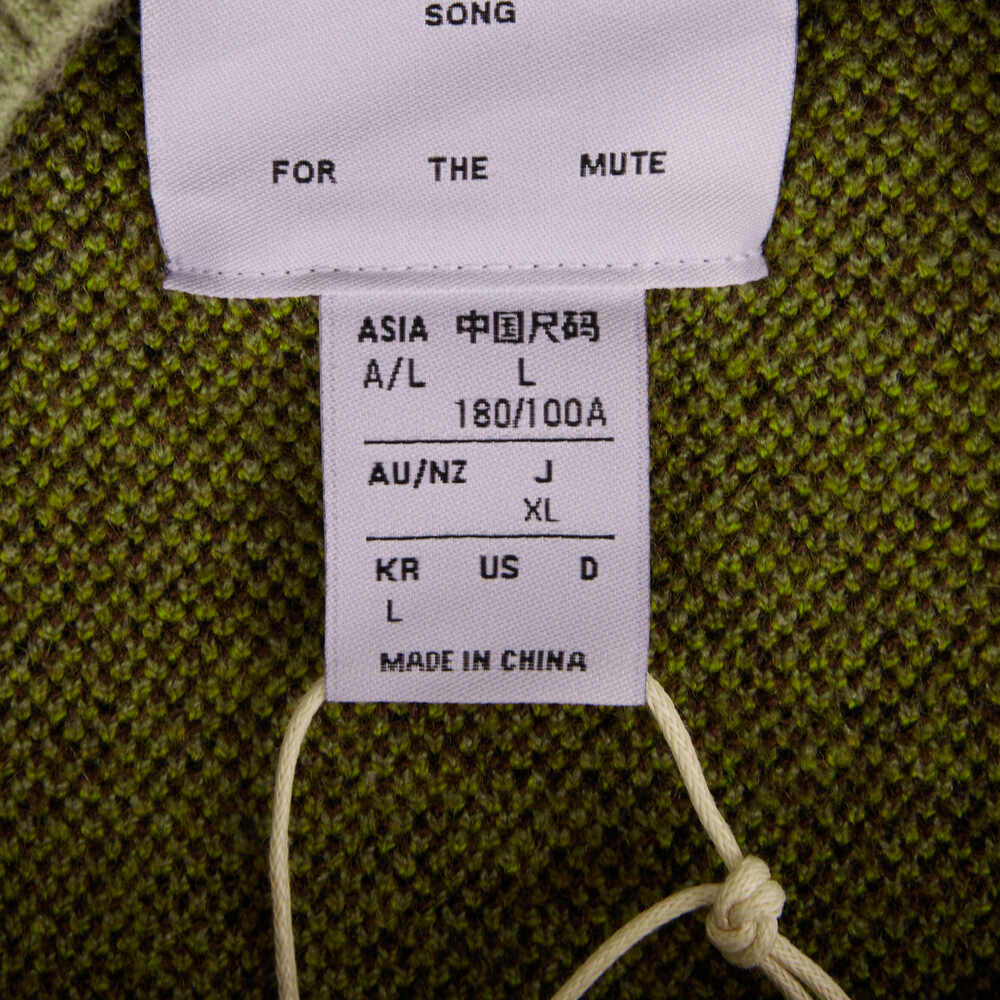 SONG
FOR THE MUTE
ASIA 中国尺码
A/L L
180/100A
AU/NZ J
XL
KR US D
L
MADE IN CHINA